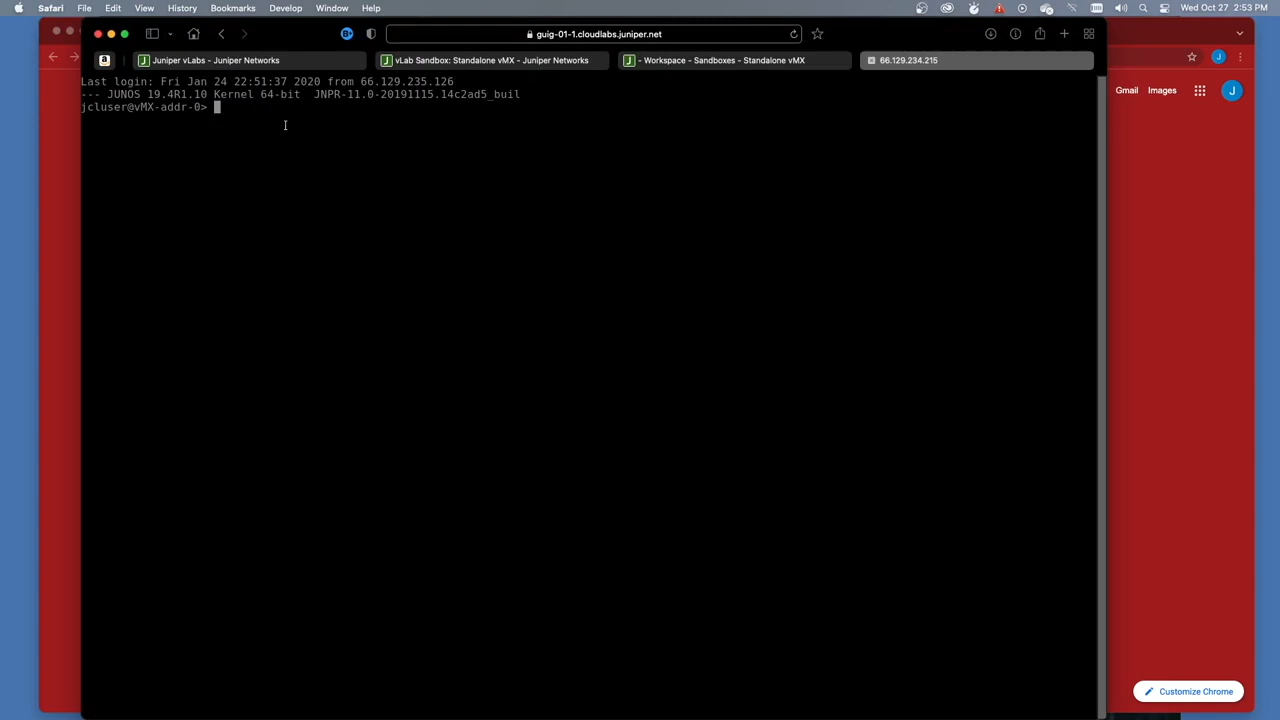 Safari File Edit View History Bookmarks Develop Window Help Wed Oct 27 2:53 PM
guig-01-1.cloudlabs.juniper.net
Juniper vLabs - Juniper Networks
vLab Sandbox: Standalone vMX - Juniper Networks
- Workspace - Sandboxes - Standalone vMX
66.129.234.215
Last login: Fri Jan 24 22:51:37 2020 from 66.129.235.126
--- JUNOS 19.4R1.10 Kernel 64-bit  JNPR-11.0-20191115.14c2ad5_buil
jcluser@vMX-addr-0>
Gmail Images J
Customize Chrome